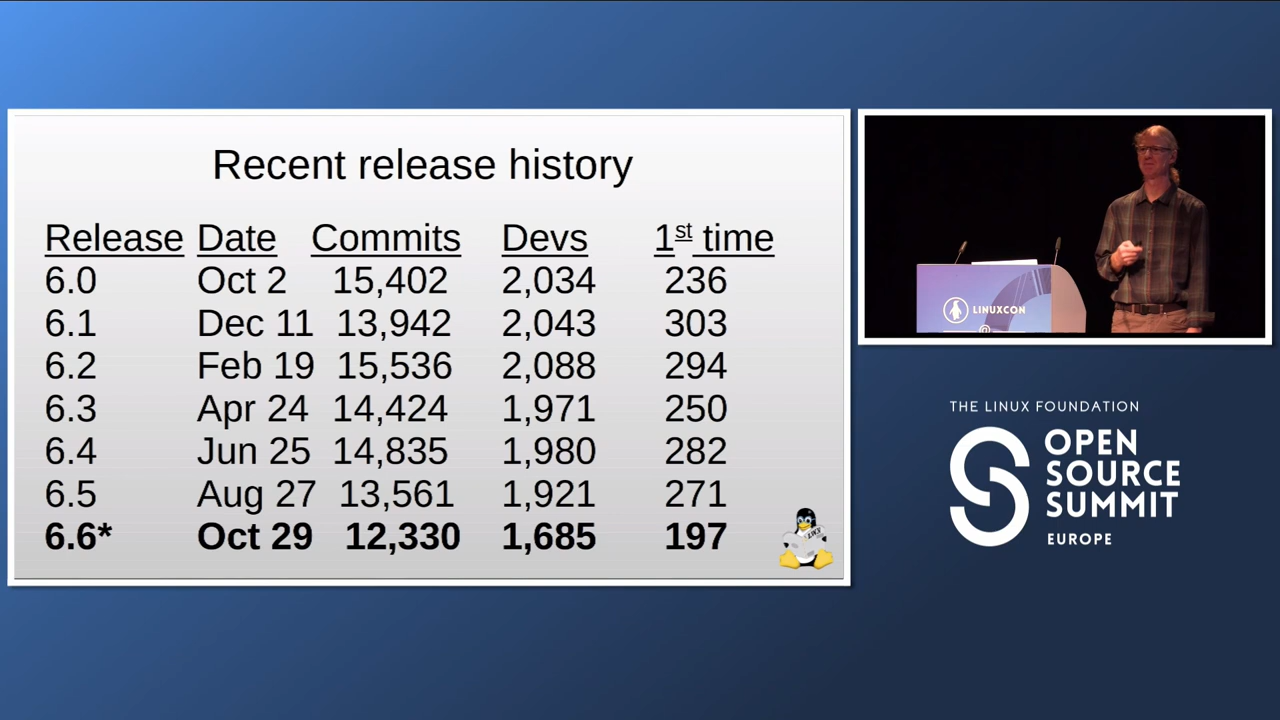 Recent release history
Release Date Commits Devs 1st time
6.0 Oct 2 15,402 2,034 236
6.1 Dec 11 13,942 2,043 303
6.2 Feb 19 15,536 2,088 294
6.3 Apr 24 14,424 1,971 250
6.4 Jun 25 14,835 1,980 282
6.5 Aug 27 13,561 1,921 271
6.6* Oct 29 12,330 1,685 197
LINUXCON
THE LINUX FOUNDATION
OPEN
SOURCE
SUMMIT
EUROPE